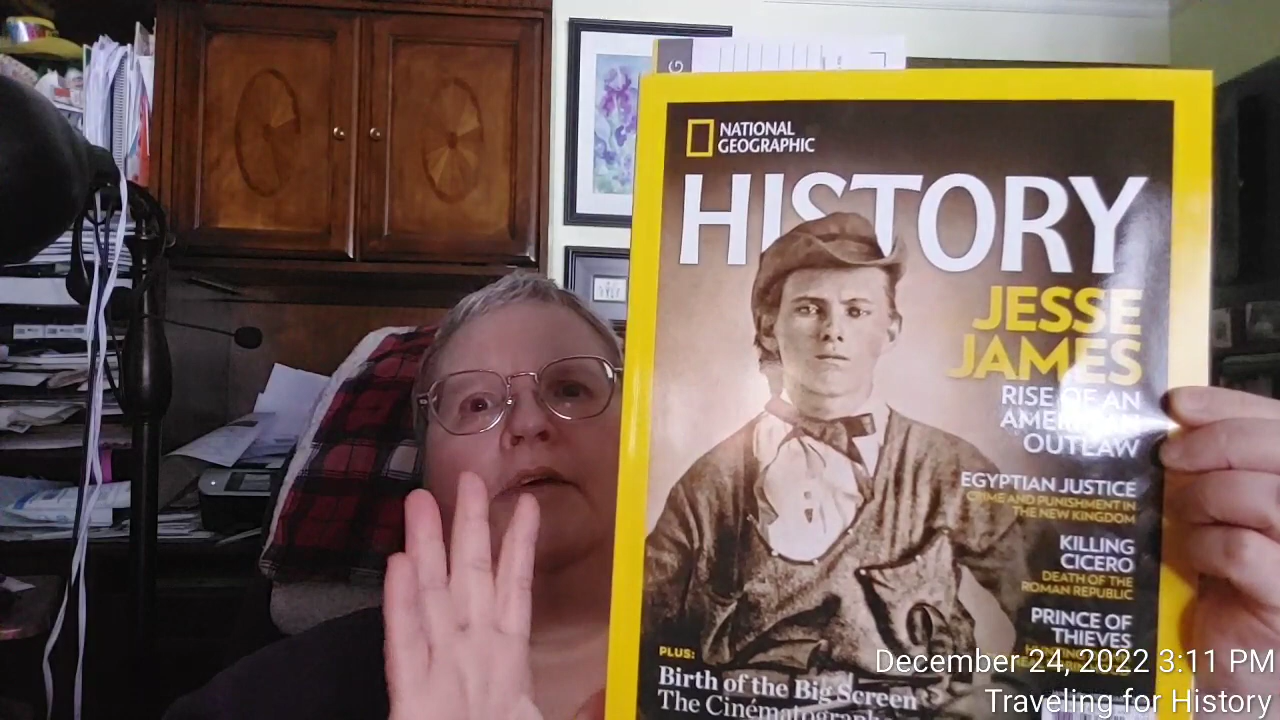 NATIONAL
GEOGRAPHIC
HISTORY
JESSE
JAMES
RISE OF AN
AMERICAN
OUTLAW
EGYPTIAN JUSTICE
CRIME AND PUNISHMENT IN
THE NEW KINGDOM
KILLING
CICERO
DEATH OF THE
ROMAN REPUBLIC
PRINCE OF
THIEVES
PLUS:
Birth of the Big Screen
The Cinématographe
December 24, 2022 3:11 PM
Traveling for History